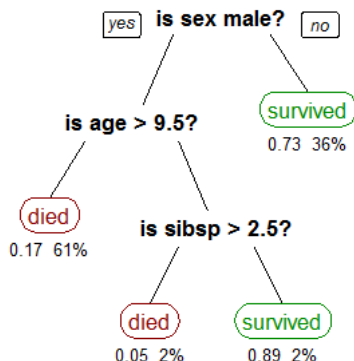 yes is sex male? no
is age > 9.5?
survived
0.73 36%
died
0.17 61%
is sibsp > 2.5?
died survived
0.05 2% 0.89 2%